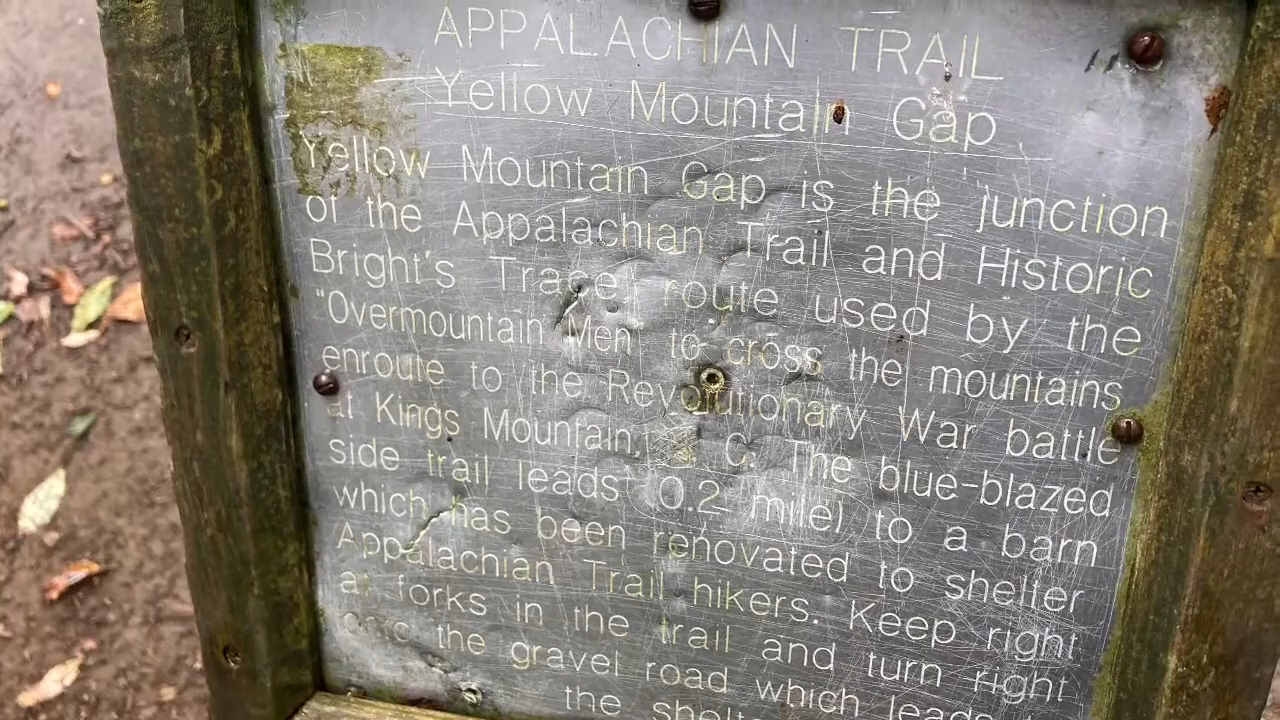 APPALACHIAN TRAIL
Yellow Mountain Gap
Yellow Mountain Gap is the junction
of the Appalachian Trail and Historic
Bright's Trace, route used by the
"Overmountain Men to cross the mountains
enroute to the Revolutionary War battle
at Kings Mountain, C. The blue-blazed
side trail leads 0.2 mile) to a barn
which has been renovated to shelter
Appalachian Trail hikers. Keep right
at forks in the trail and turn right
the gravel road which leads
the